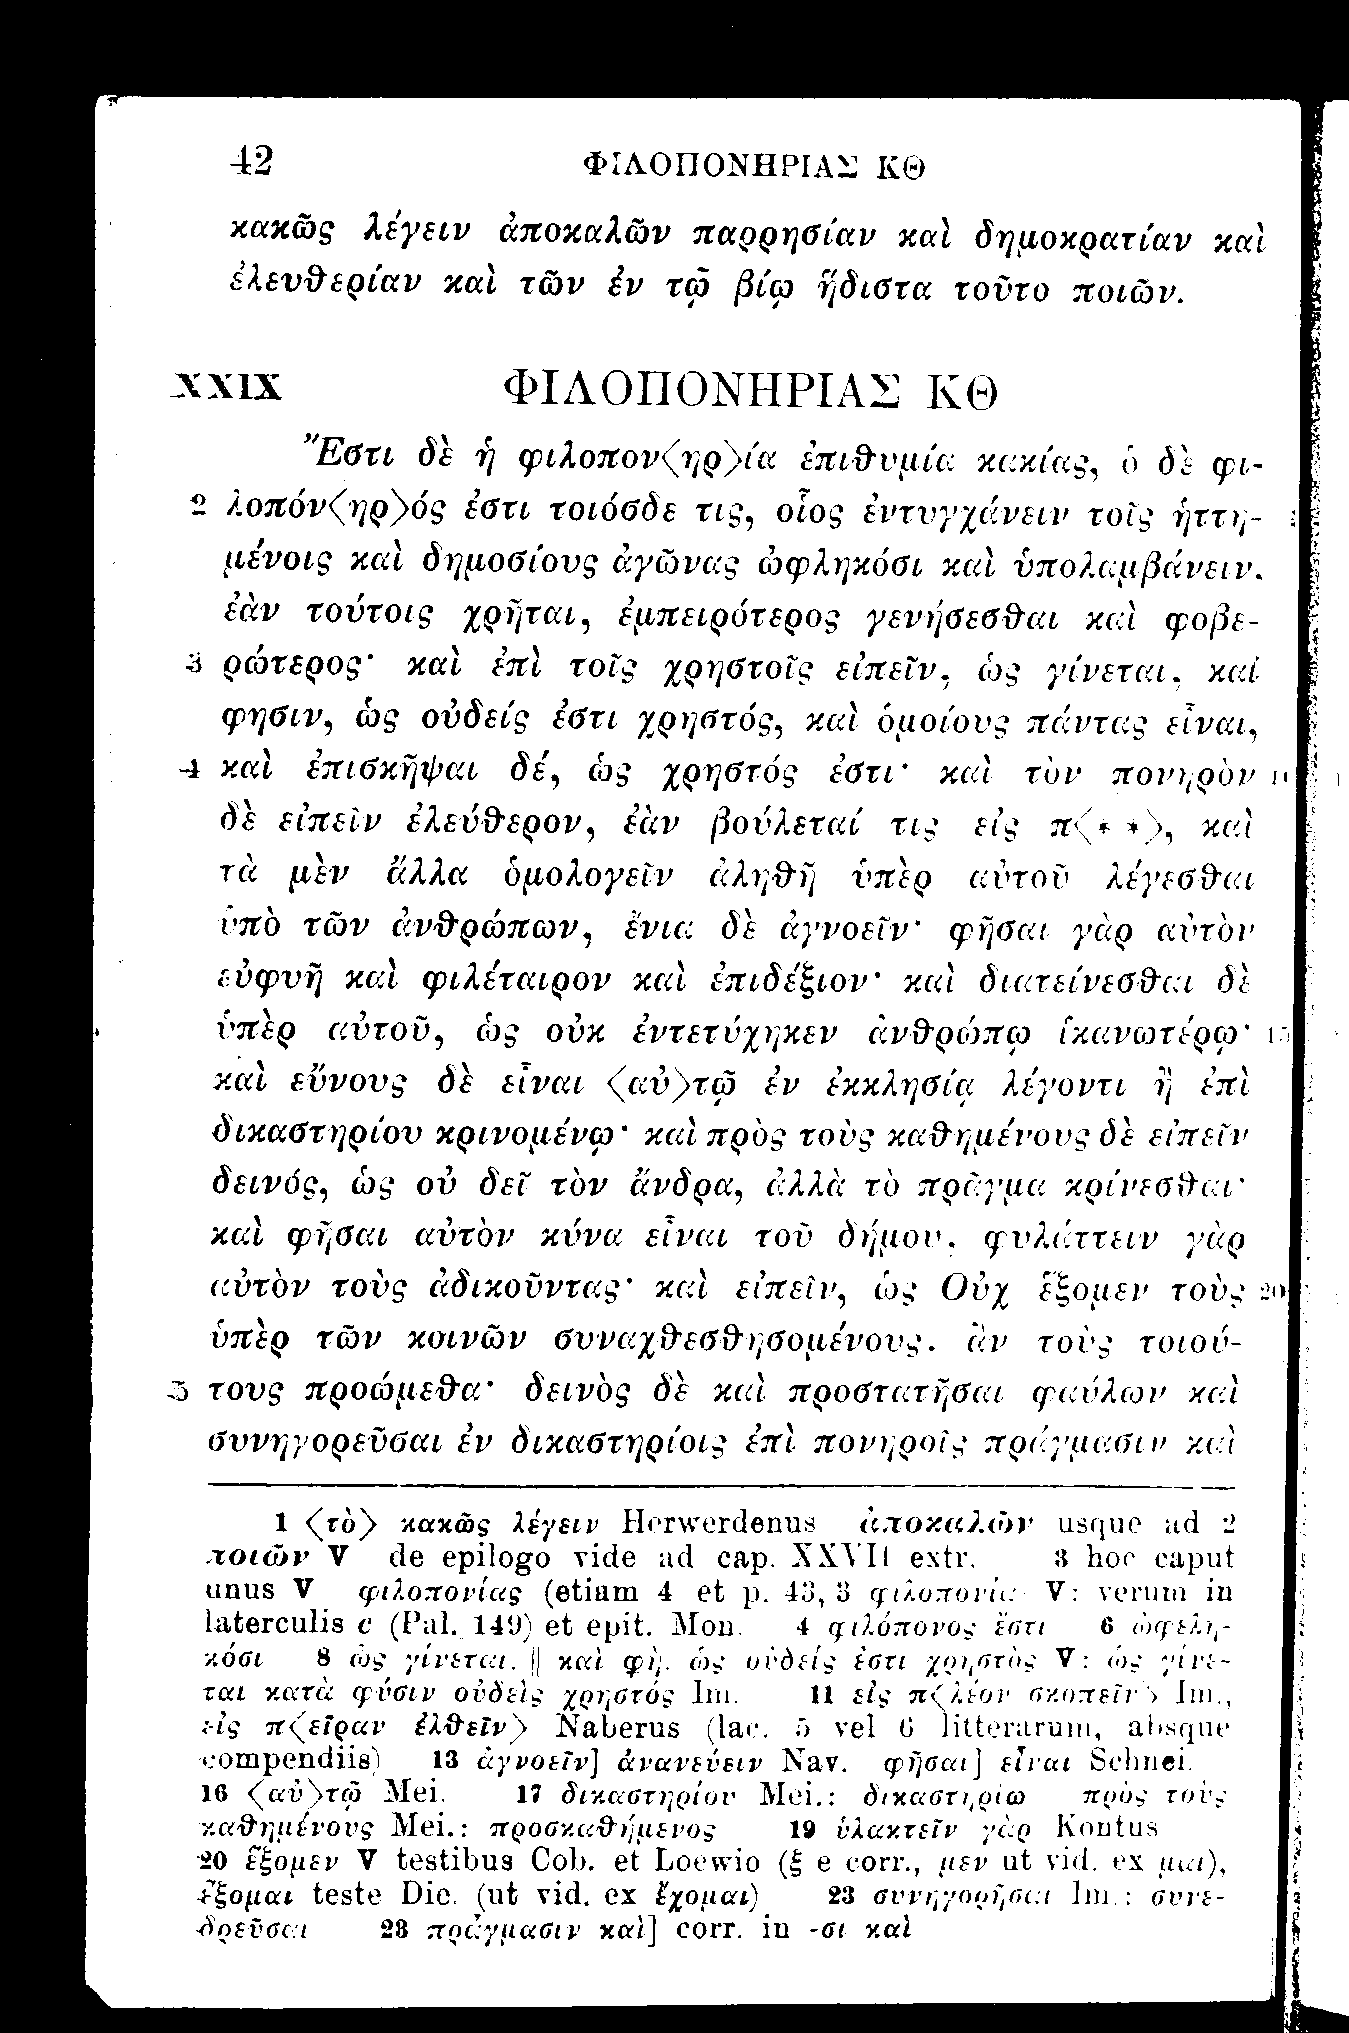 42 ΦΙΛΟΠΟΝΗΡΙΑΣ ΚΘ
κακῶς λέγειν ἀποκαλῶν παρρησίαν καὶ δημοκρατίαν καὶ
ἐλευθερίαν καὶ τῶν ἐν τῷ βίῳ ἥδιστα τοῦτο ποιῶν.
XXIX ΦΙΛΟΠΟΝΗΡΙΑΣ ΚΘ
Ἔστι δὲ ἡ φιλοπον⟨ηρ⟩ία ἐπιθυμία κακίας, ὁ δὲ φι-
2 λοπόν⟨ηρ⟩ός ἐστι τοιόσδε τις, οἷος ἐντυγχάνειν τοῖς ἡττη-
μένοις καὶ δημοσίους ἀγῶνας ὠφληκόσι καὶ ὑπολαμβάνειν,
ἐὰν τούτοις χρῆται, ἐμπειρότερος γενήσεσθαι καὶ φοβε-
3 ρώτερος· καὶ ἐπὶ τοῖς χρηστοῖς εἰπεῖν, ὡς γίνεται, καί
φησιν, ὡς οὐδείς ἐστι χρηστός, καὶ ὁμοίους πάντας εἶναι,
4 καὶ ἐπισκῆψαι δέ, ὡς χρηστός ἐστι· καὶ τὸν πονηρὸν 10
δὲ εἰπεῖν ἐλεύθερον, ἐὰν βούλεταί τις εἰς π⟨* *⟩, καὶ
τὰ μὲν ἄλλα ὁμολογεῖν ἀληθῆ ὑπὲρ αὐτοῦ λέγεσθαι
ὑπὸ τῶν ἀνθρώπων, ἔνια δὲ ἀγνοεῖν· φῆσαι γὰρ αὐτὸν
εὐφυῆ καὶ φιλέταιρον καὶ ἐπιδέξιον· καὶ διατείνεσθαι δὲ
ὑπὲρ αὐτοῦ, ὡς οὐκ ἐντετύχηκεν ἀνθρώπῳ ἱκανωτέρῳ· 15
καὶ εὔνους δὲ εἶναι ⟨αὐ⟩τῷ ἐν ἐκκλησίᾳ λέγοντι ἢ ἐπὶ
δικαστηρίου κρινομένῳ· καὶ πρὸς τοὺς καθημένους δὲ εἰπεῖν
δεινός, ὡς οὐ δεῖ τὸν ἄνδρα, ἀλλὰ τὸ πρᾶγμα κρίνεσθαι·
καὶ φῆσαι αὐτὸν κύνα εἶναι τοῦ δήμου, φυλάττειν γὰρ
αὐτὸν τοὺς ἀδικοῦντας· καὶ εἰπεῖν, ὡς Οὐχ ἕξομεν τοὺς 20
ὑπὲρ τῶν κοινῶν συναχθεσθησομένους, ἂν τοὺς τοιού-
5 τους προώμεθα· δεινὸς δὲ καὶ προστατῆσαι φαύλων καὶ
συνηγορεῦσαι ἐν δικαστηρίοις ἐπὶ πονηροῖς πράγμασιν καὶ
1 ⟨τὸ⟩ κακῶς λέγειν Herwerdenus ἀποκαλῶν usque ad 2
ποιῶν V de epilogo vide ad cap. XXVII extr. 3 hoc caput
unus V φιλοπονίας (etiam 4 et p. 43, 3 φιλοπονία V: verum in
laterculis c (Pal. 149) et epit. Mon. 4 φιλόπονος ἔστι 6 ὠφελη-
κόσι 8 ὡς γίνεται. || καὶ φή. ὡς οὐδείς ἐστι χρηστὸς V: ὡς γίνε-
ται κατὰ φύσιν οὐδεὶς χρηστός Im. 11 εἰς π⟨λέον σκοπεῖν⟩ Im.,
εἰς π⟨εῖραν ἐλθεῖν⟩ Naberus (lac. 5 vel 6 litterarum, absque
compendiis) 13 ἀγνοεῖν] ἀνανεύειν Nav. φῆσαι] εἶναι Schnei.
16 ⟨αὐ⟩τῷ Mei. 17 δικαστηρίου Mei.: δικαστηρίω πρὸς τοὺς
καθημένους Mei.: προσκαθήμενος 19 ὑλακτεῖν γὰρ Kontus
20 ἕξομεν V testibus Cob. et Loewio (ξ e corr., μεν ut vid. ex μαι),
ἕξομαι teste Die. (ut vid. ex ἔχομαι) 23 συνηγορῆσαι Im.: συνε-
δρεῦσαι 23 πράγμασιν καὶ] corr. in -σι καὶ